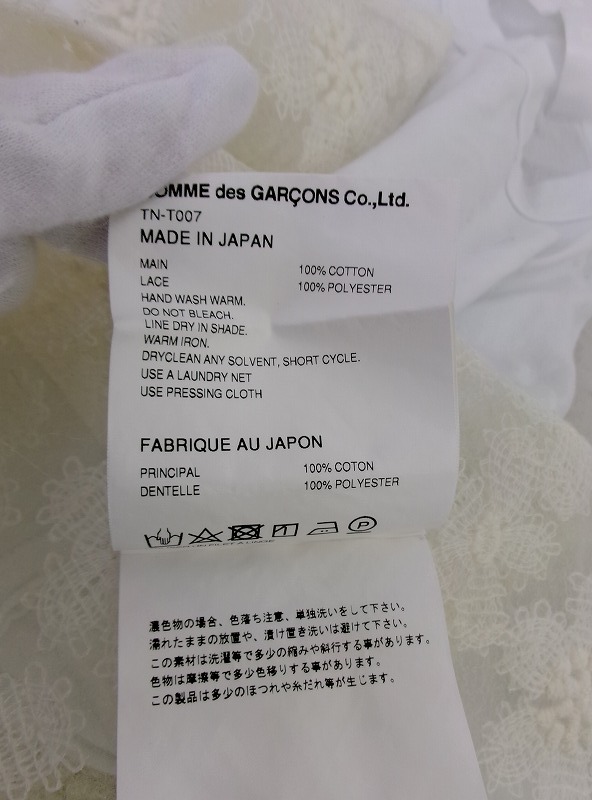 COMME des GARÇONS Co.,Ltd.
TN-T007
MADE IN JAPAN
MAIN 100% COTTON
LACE 100% POLYESTER
HAND WASH WARM.
DO NOT BLEACH.
LINE DRY IN SHADE.
WARM IRON.
DRYCLEAN ANY SOLVENT, SHORT CYCLE.
USE A LAUNDRY NET
USE PRESSING CLOTH
FABRIQUE AU JAPON
PRINCIPAL 100% COTON
DENTELLE 100% POLYESTER
P
濃色物の場合、色落ち注意、単独洗いをして下さい。
濡れたままの放置や、漬け置き洗いは避けて下さい。
この素材は洗濯等で多少の縮みや斜行する事があります。
色物は摩擦等で多少色移りする事があります。
この製品は多少のほつれや糸だれ等が生じます。